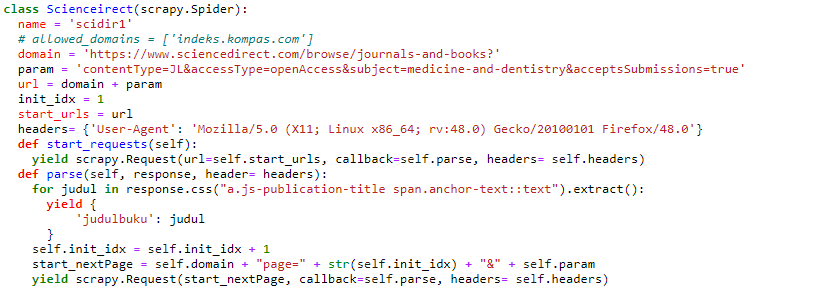 class Scienceirect(scrapy.Spider):
  name = 'scidir1'
  # allowed_domains = ['indeks.kompas.com']
  domain = 'https://www.sciencedirect.com/browse/journals-and-books?'
  param = 'contentType=JL&accessType=openAccess&subject=medicine-and-dentistry&acceptsSubmissions=true'
  url = domain + param
  init_idx = 1
  start_urls = url
  headers= {'User-Agent': 'Mozilla/5.0 (X11; Linux x86_64; rv:48.0) Gecko/20100101 Firefox/48.0'}
  def start_requests(self):
    yield scrapy.Request(url=self.start_urls, callback=self.parse, headers= self.headers)
  def parse(self, response, header= headers):
    for judul in response.css("a.js-publication-title span.anchor-text::text").extract():
      yield {
          'judulbuku': judul
      }
    self.init_idx = self.init_idx + 1
    start_nextPage = self.domain + "page=" + str(self.init_idx) + "&" + self.param
    yield scrapy.Request(start_nextPage, callback=self.parse, headers= self.headers)